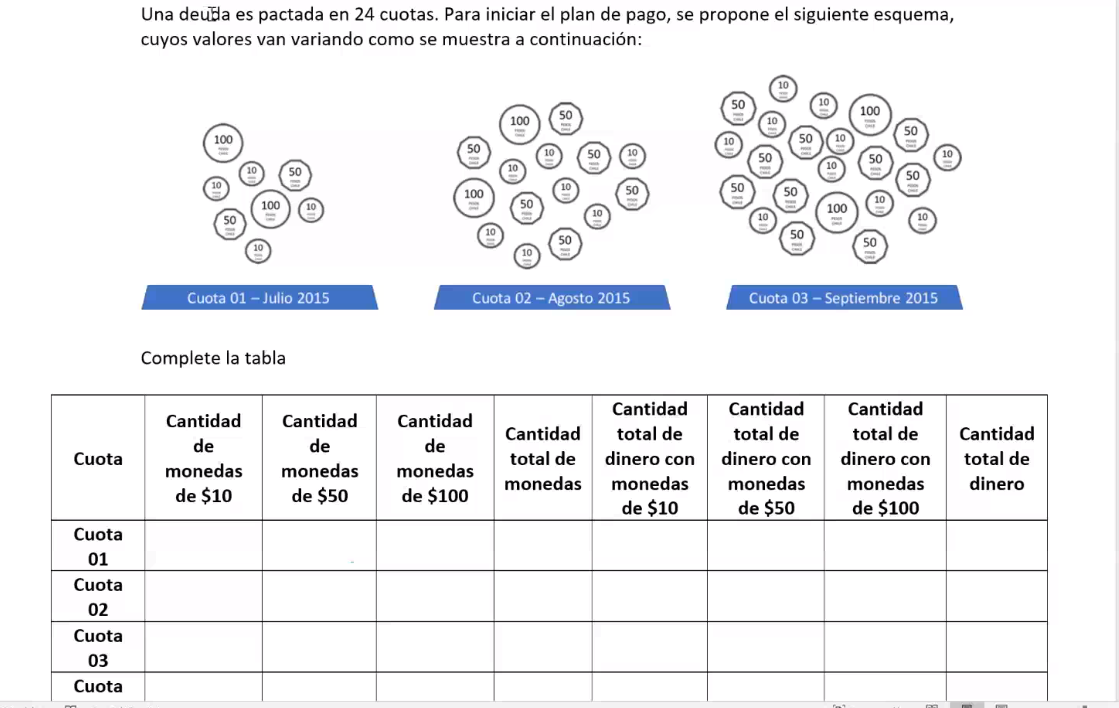 Una deuda es pactada en 24 cuotas. Para iniciar el plan de pago, se propone el siguiente esquema,
cuyos valores van variando como se muestra a continuación:
100
10
10
50
100
10
50
10
100
50
50
10
50
10
10
100
10
50
50
10
10
50
10
10
50
10
100
10
50
10
50
10
50
50
10
10
50
50
50
100
10
10
10
50
50
Cuota 01 – Julio 2015
Cuota 02 – Agosto 2015
Cuota 03 – Septiembre 2015
Complete la tabla
Cuota
Cantidad
de
monedas
de $10
Cantidad
de
monedas
de $50
Cantidad
de
monedas
de $100
Cantidad
total de
monedas
Cantidad
total de
dinero con
monedas
de $10
Cantidad
total de
dinero con
monedas
de $50
Cantidad
total de
dinero con
monedas
de $100
Cantidad
total de
dinero
Cuota
01
Cuota
02
Cuota
03
Cuota